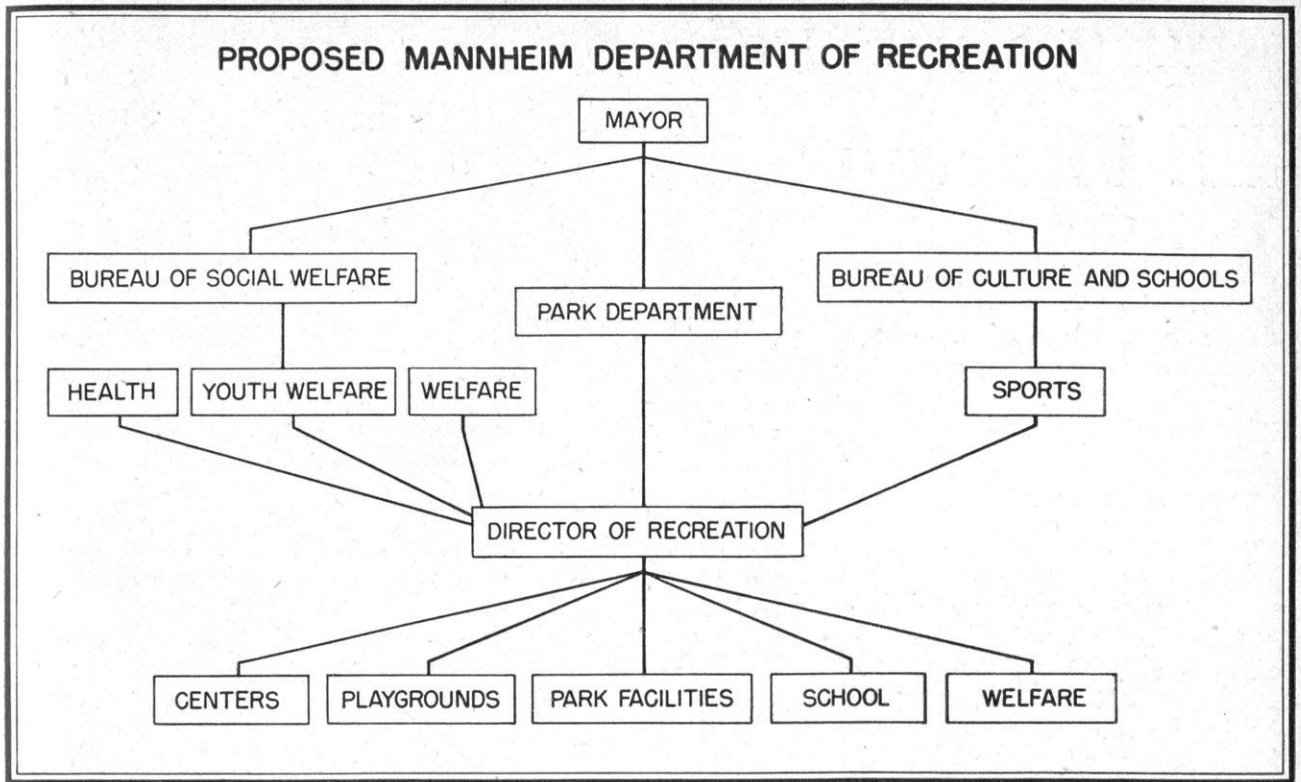 PROPOSED MANNHEIM DEPARTMENT OF RECREATION
MAYOR
BUREAU OF SOCIAL WELFARE
PARK DEPARTMENT
BUREAU OF CULTURE AND SCHOOLS
HEALTH
YOUTH WELFARE
WELFARE
SPORTS
DIRECTOR OF RECREATION
CENTERS
PLAYGROUNDS
PARK FACILITIES
SCHOOL
WELFARE